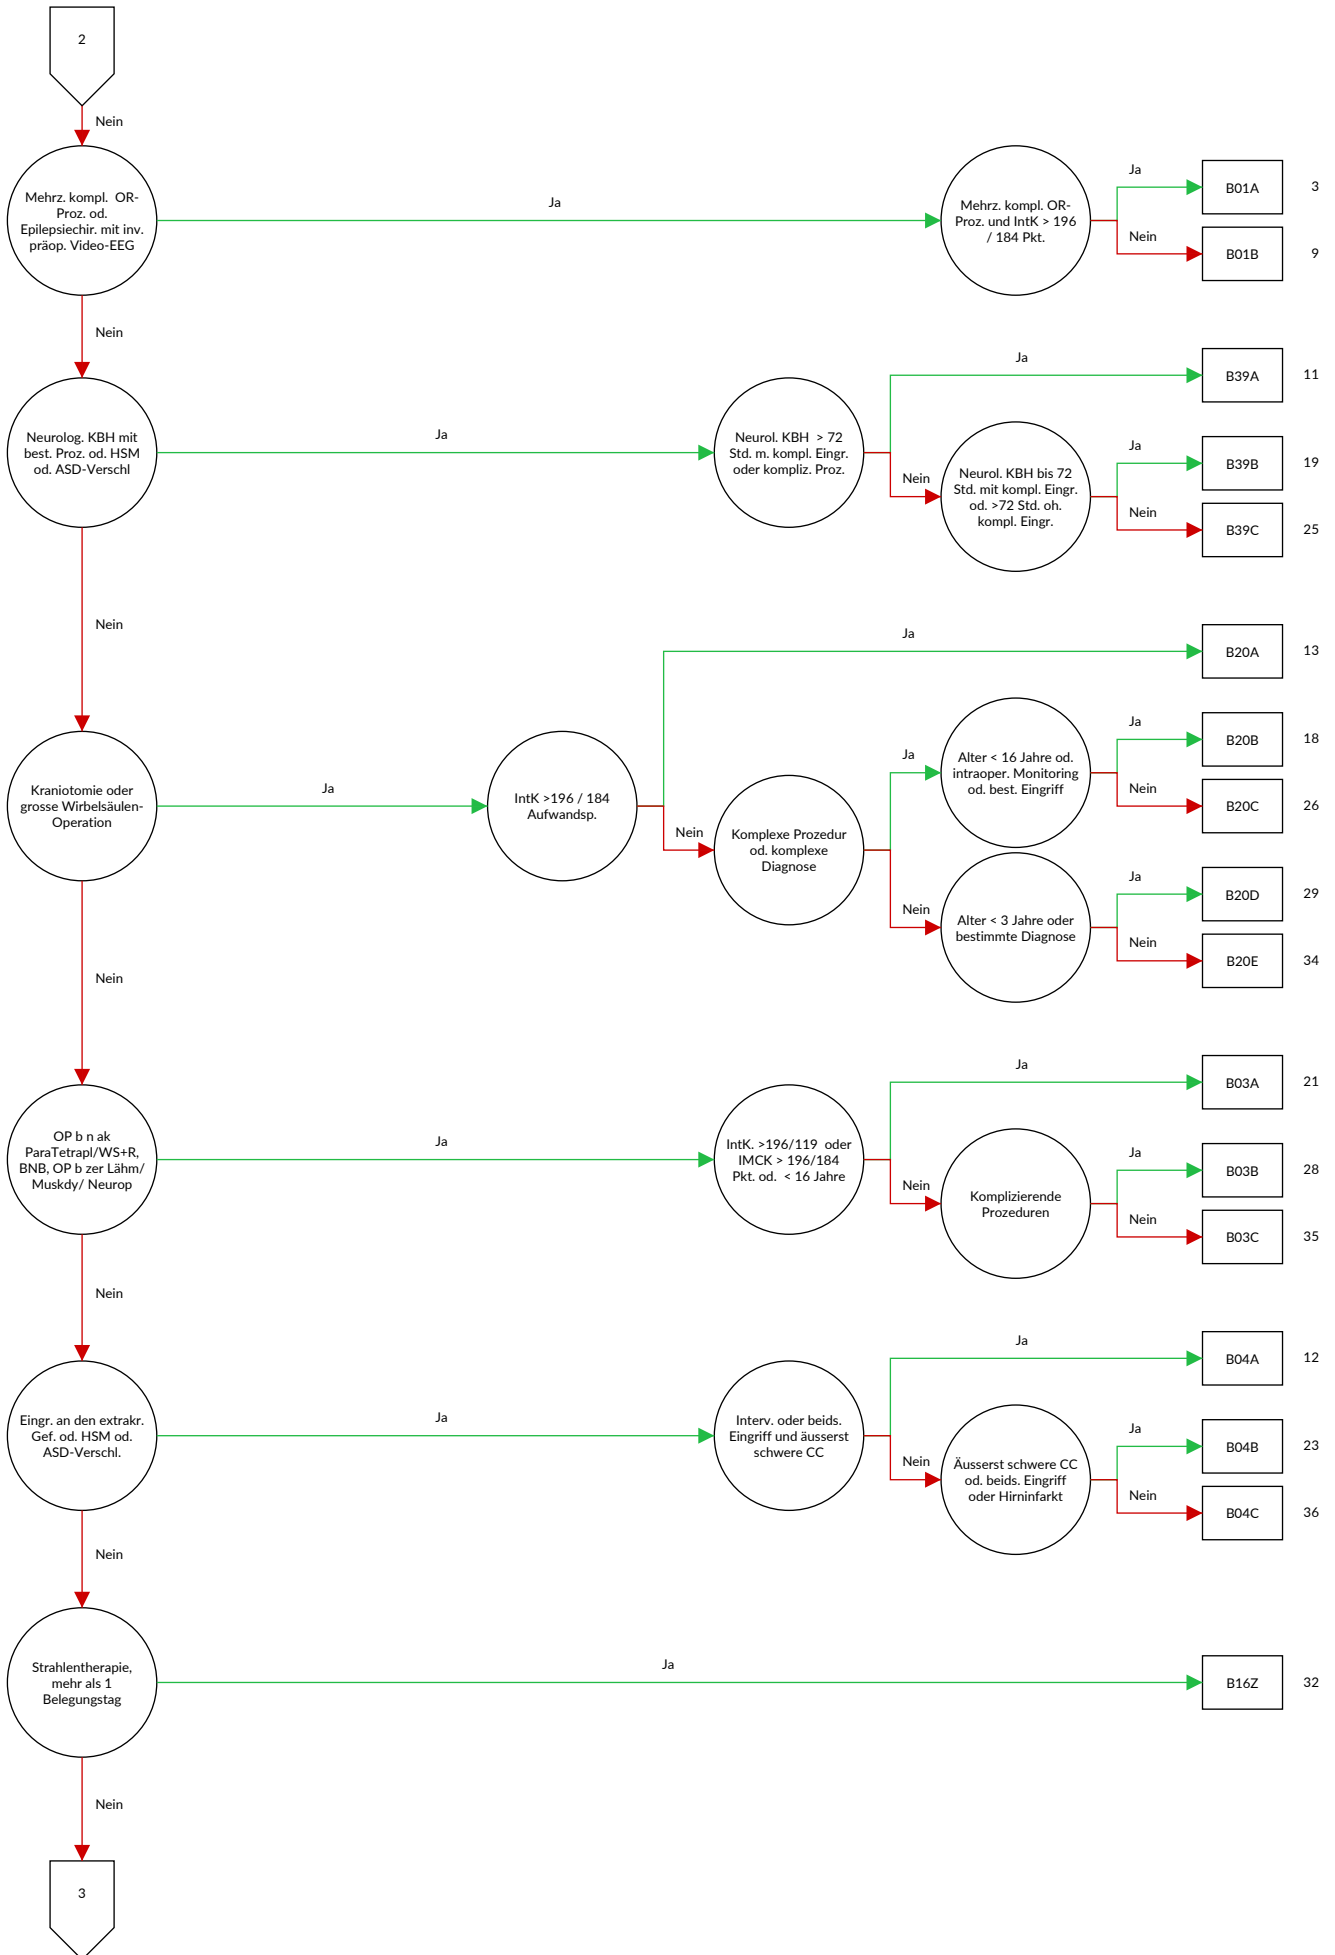 2
Nein
Mehrz. kompl. OR-
Proz. od.
Epilepsiechir. mit inv.
präop. Video-EEG
Ja
Mehrz. kompl. OR-
Proz. und IntK > 196
/ 184 Pkt.
Ja
B01A
3
Nein
B01B
9
Nein
Neurolog. KBH mit
best. Proz. od. HSM
od. ASD-Verschl
Ja
Neurol. KBH > 72
Std. m. kompl. Eingr.
oder kompliz. Proz.
Ja
B39A
11
Nein
Neurol. KBH bis 72
Std. mit kompl. Eingr.
od. >72 Std. oh.
kompl. Eingr.
Ja
B39B
19
Nein
B39C
25
Nein
Kraniotomie oder
grosse Wirbelsäulen-
Operation
Ja
IntK >196 / 184
Aufwandsp.
Ja
B20A
13
Nein
Komplexe Prozedur
od. komplexe
Diagnose
Ja
Alter < 16 Jahre od.
intraoper. Monitoring
od. best. Eingriff
Ja
B20B
18
Nein
B20C
26
Nein
Alter < 3 Jahre oder
bestimmte Diagnose
Ja
B20D
29
Nein
B20E
34
Nein
OP b n ak
ParaTetrapl/WS+R,
BNB, OP b zer Lähm/
Muskdy/ Neurop
Ja
IntK. >196/119 oder
IMCK > 196/184
Pkt. od. < 16 Jahre
Ja
B03A
21
Nein
Komplizierende
Prozeduren
Ja
B03B
28
Nein
B03C
35
Nein
Eingr. an den extrakr.
Gef. od. HSM od.
ASD-Verschl.
Ja
Interv. oder beids.
Eingriff und äusserst
schwere CC
Ja
B04A
12
Nein
Äusserst schwere CC
od. beids. Eingriff
oder Hirninfarkt
Ja
B04B
23
Nein
B04C
36
Nein
Strahlentherapie,
mehr als 1
Belegungstag
Ja
B16Z
32
Nein
3